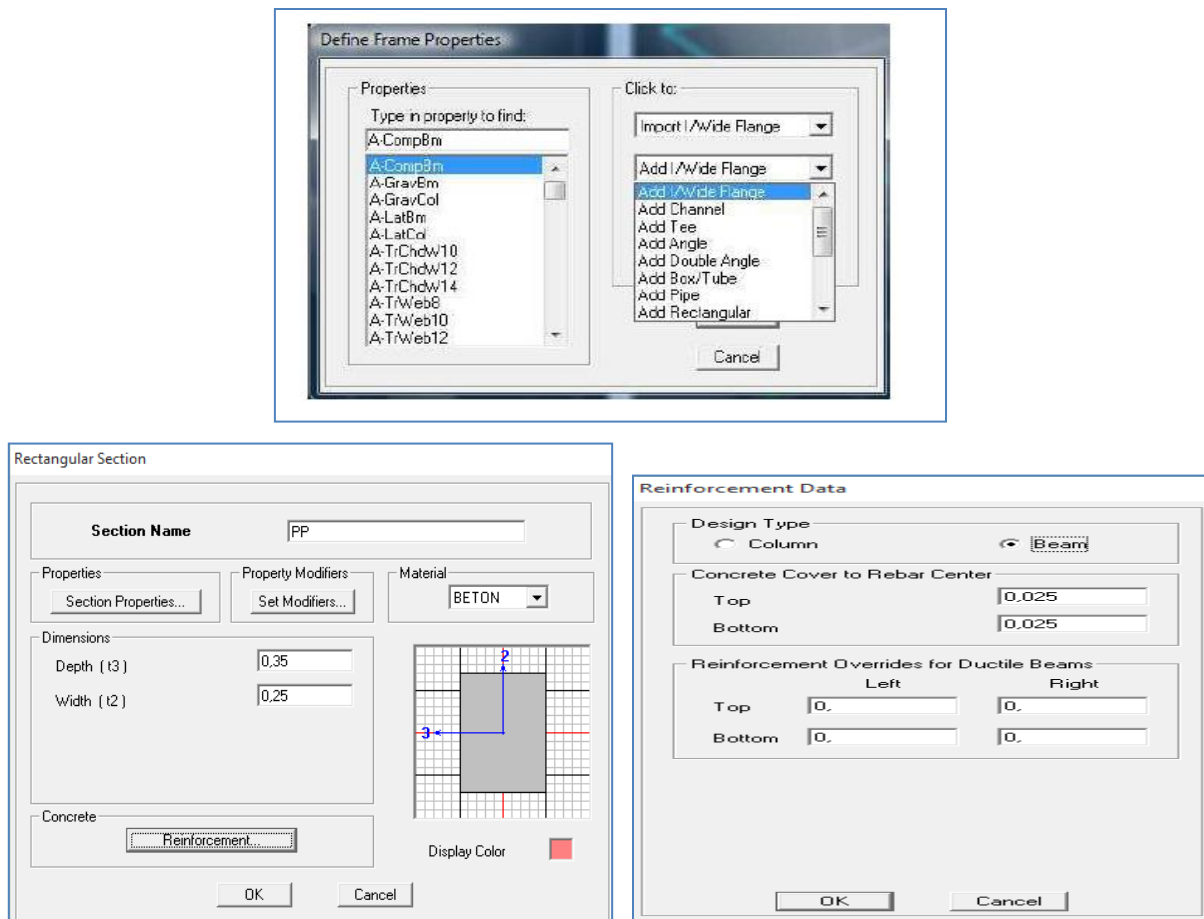 Define Frame Properties
Properties
Type in property to find:
A-CompBm
A-CompBm
A-GravBm
A-GravCol
A-LatBm
A-LatCol
A-TrChdW10
A-TrChdW12
A-TrChdW14
A-TrWeb8
A-TrWeb10
A-TrWeb12
Click to:
Import I/Wide Flange
Add I/Wide Flange
Add I/Wide Flange
Add Channel
Add Tee
Add Angle
Add Double Angle
Add Box/Tube
Add Pipe
Add Rectangular
Cancel
Rectangular Section
Section Name PP
Properties
Section Properties...
Property Modifiers
Set Modifiers...
Material
BETON
Dimensions
Depth ( t3 ) 0,35
Width ( t2 ) 0,25
2
3
Concrete
Reinforcement...
Display Color
OK Cancel
Reinforcement Data
Design Type
Column Beam
Concrete Cover to Rebar Center
Top 0,025
Bottom 0,025
Reinforcement Overrides for Ductile Beams
Left Right
Top 0, 0,
Bottom 0, 0,
OK Cancel